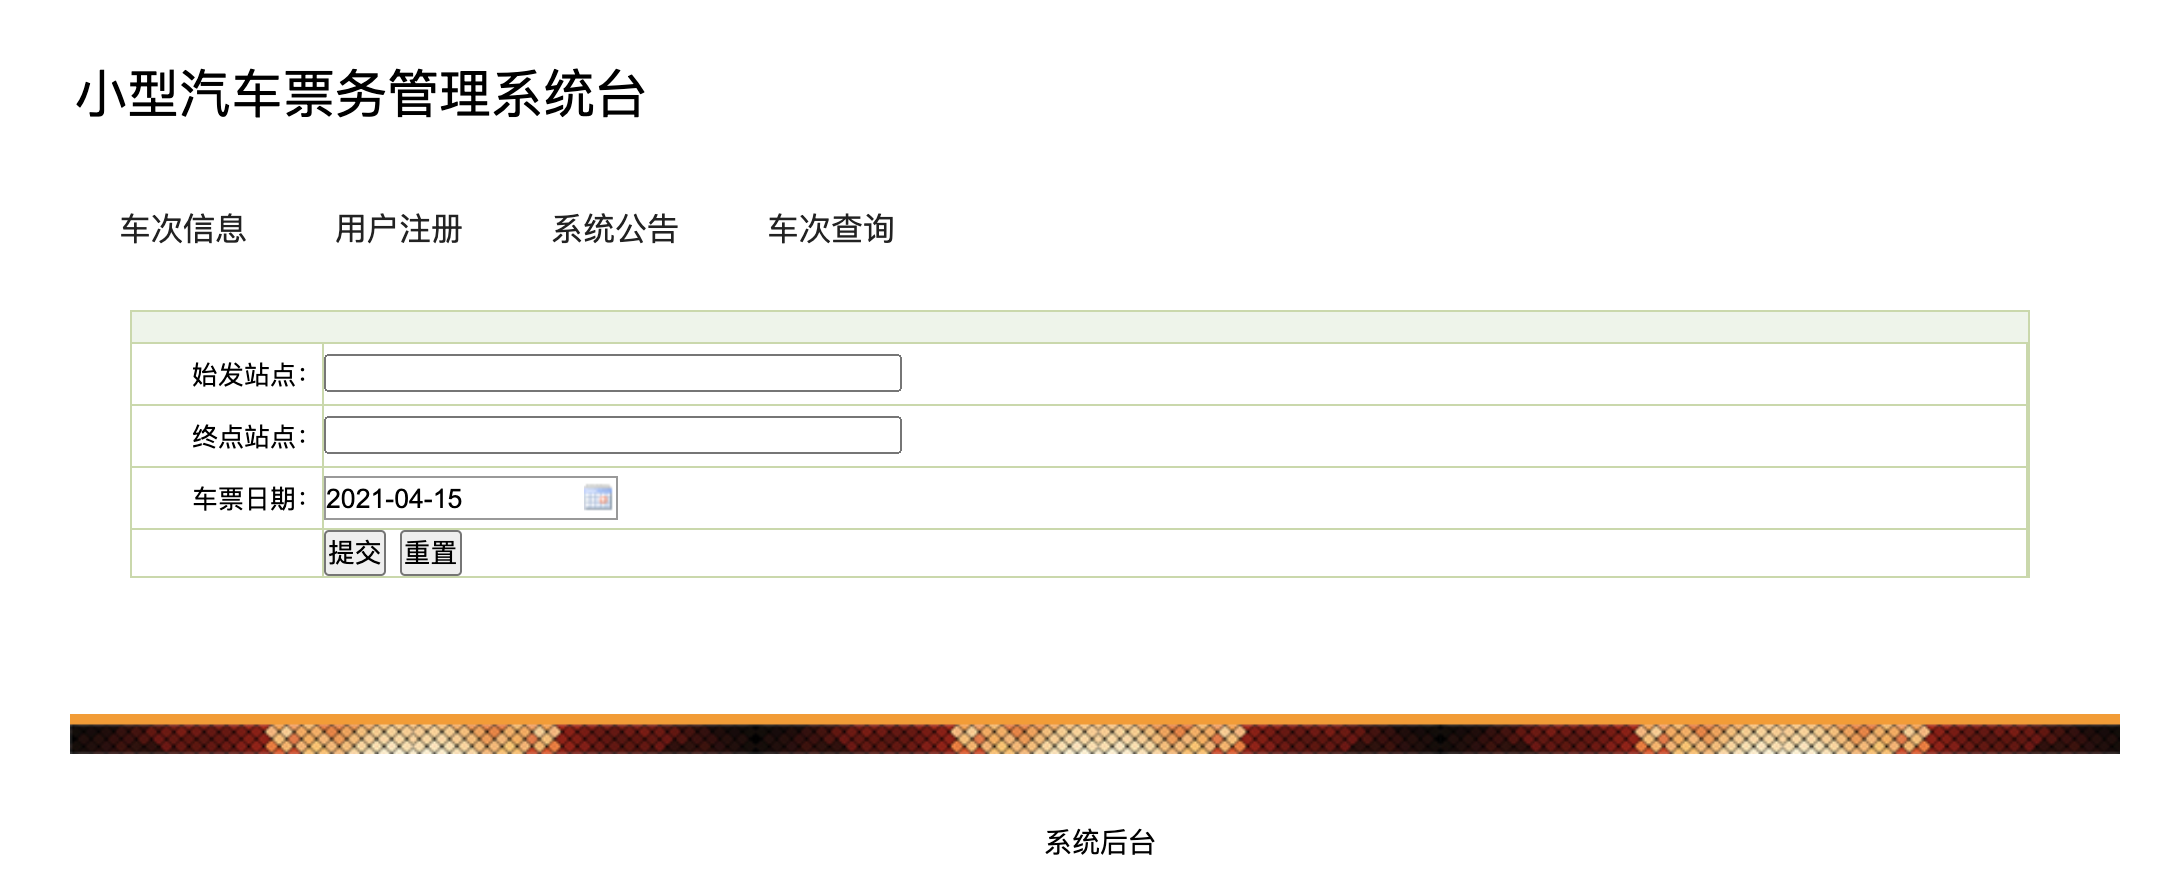 小型汽车票务管理系统台
车次信息 用户注册 系统公告 车次查询
始发站点：
终点站点：
车票日期： 2021-04-15
提交 重置
系统后台